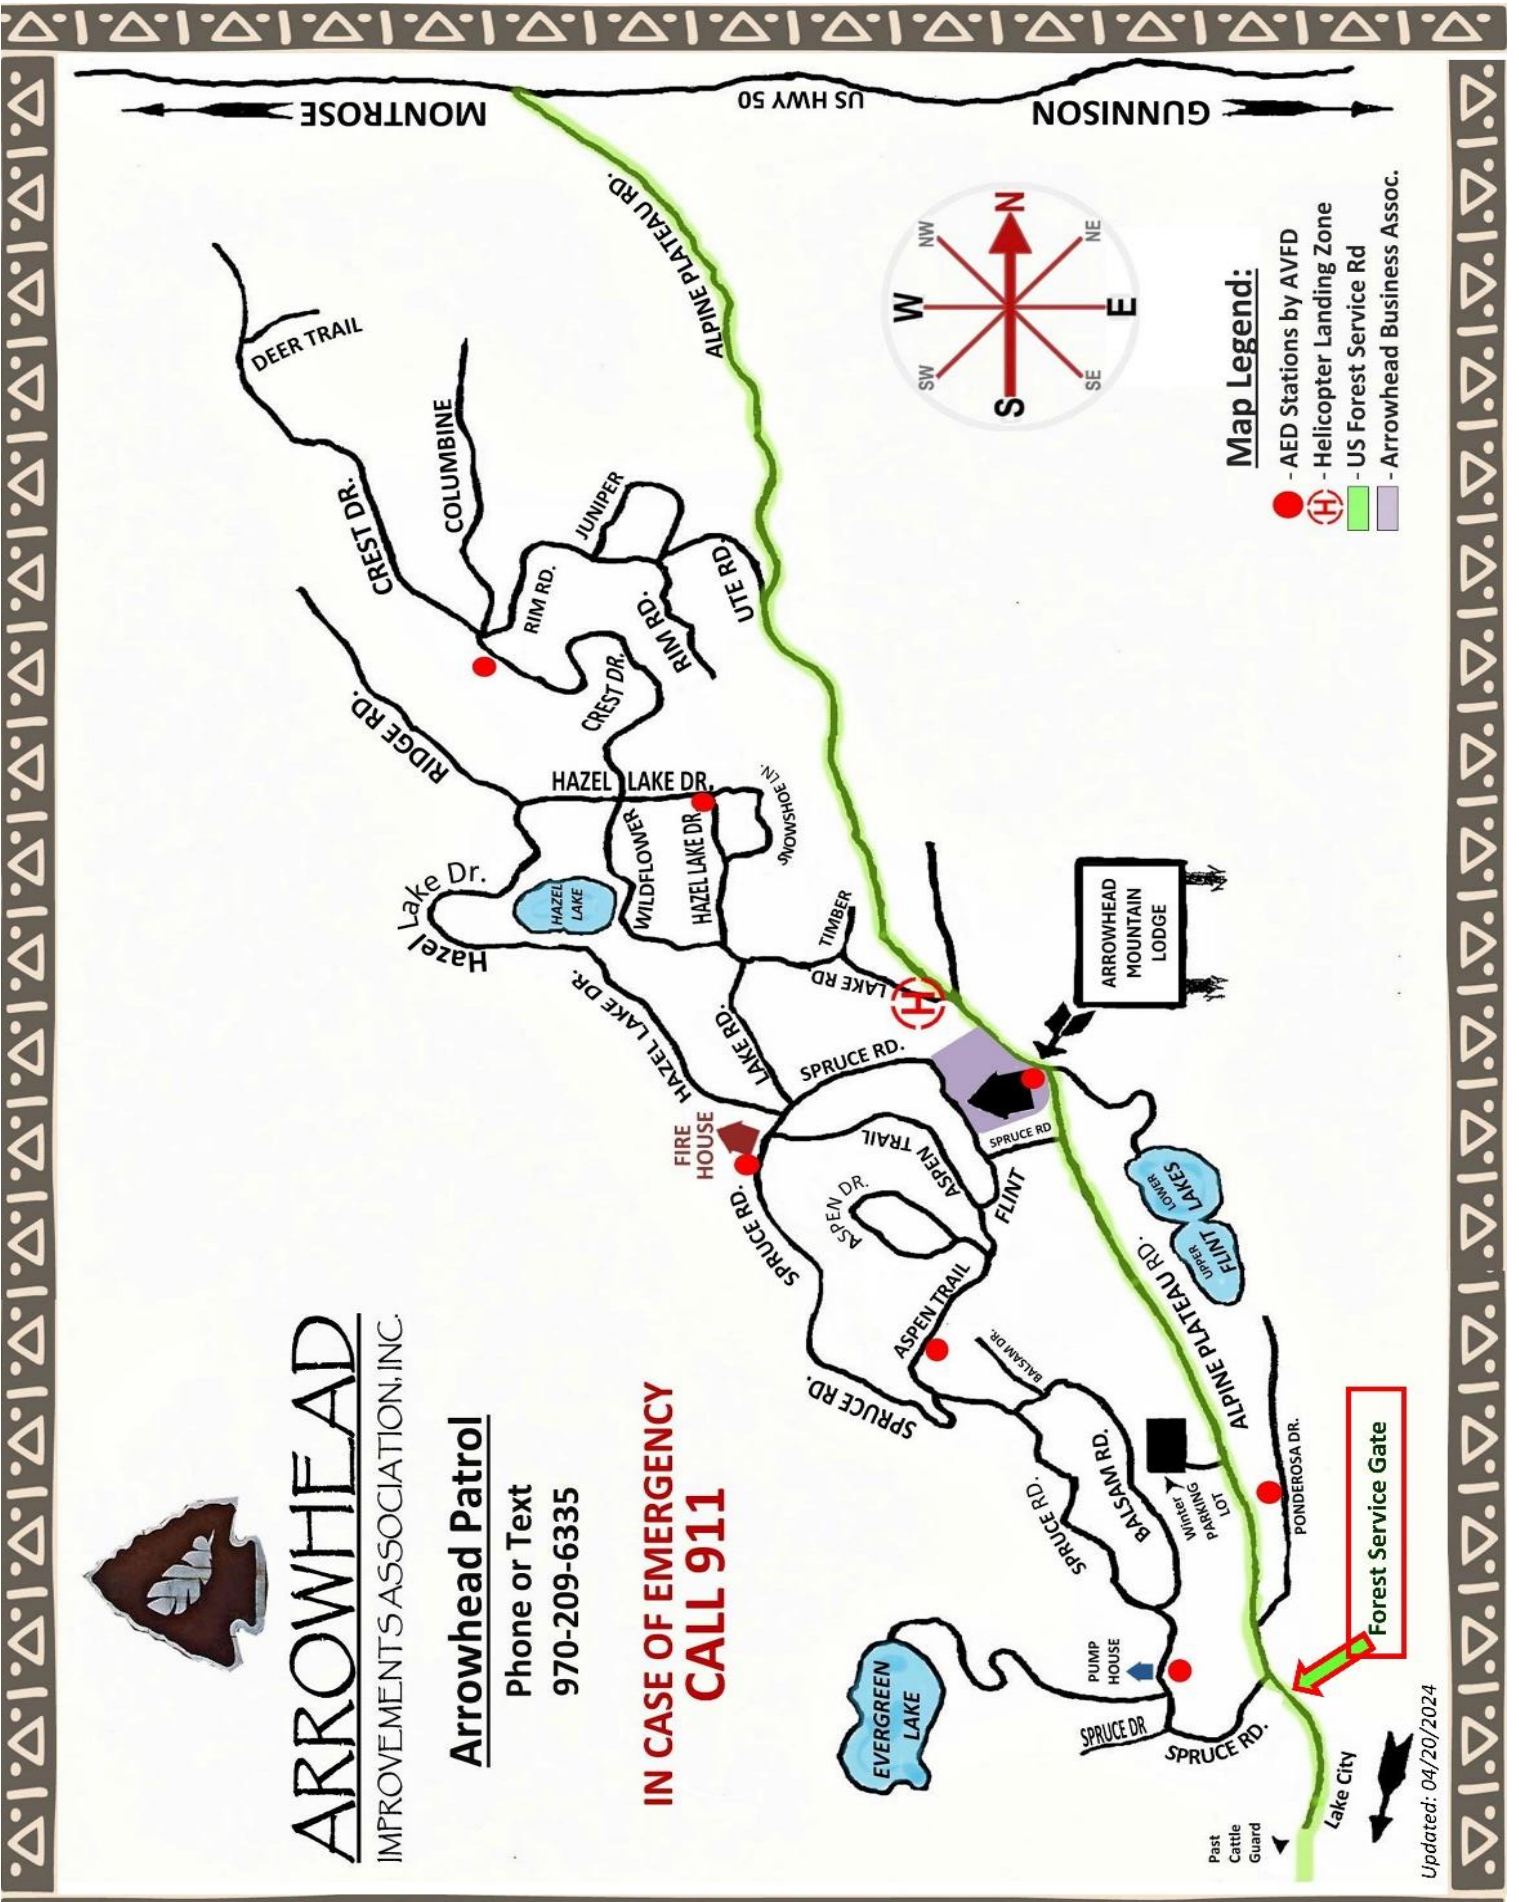 ARROWHEAD
IMPROVEMENTS ASSOCIATION, INC.
Arrowhead Patrol
Phone or Text
970-209-6335
IN CASE OF EMERGENCY
CALL 911
MONTROSE
US HWY 50
GUNNISON
ALPINE PLATEAU RD.
ALPINE PLATEAU RD.
DEER TRAIL
COLUMBINE
CREST DR.
JUNIPER
RIM RD.
RIM RD.
UTE RD.
CREST DR.
RIDGE RD.
HAZEL LAKE DR.
SNOWSHOE LN.
WILDFLOWER
HAZEL LAKE DR.
Hazel Lake Dr.
HAZEL
LAKE
TIMBER
LAKE RD.
HAZEL LAKE DR.
LAKE RD.
SPRUCE RD.
FIRE
HOUSE
ASPEN TRAIL
SPRUCE RD
FLINT
ASPEN DR.
SPRUCE RD.
ASPEN TRAIL
SPRUCE RD.
BALSAM DR.
BALSAM RD.
SPRUCE RD.
Winter
PARKING
LOT
ALPINE PLATEAU RD.
LOWER
LAKES
UPPER
FLINT
PONDEROSA DR.
EVERGREEN
LAKE
PUMP
HOUSE
SPRUCE DR
SPRUCE RD.
Forest Service Gate
Past
Cattle
Guard
Lake City
ARROWHEAD
MOUNTAIN
LODGE
N
NE
E
SE
S
SW
W
NW
Map Legend:
- AED Stations by AVFD
H - Helicopter Landing Zone
- US Forest Service Rd
- Arrowhead Business Assoc.
H
Updated: 04/20/2024